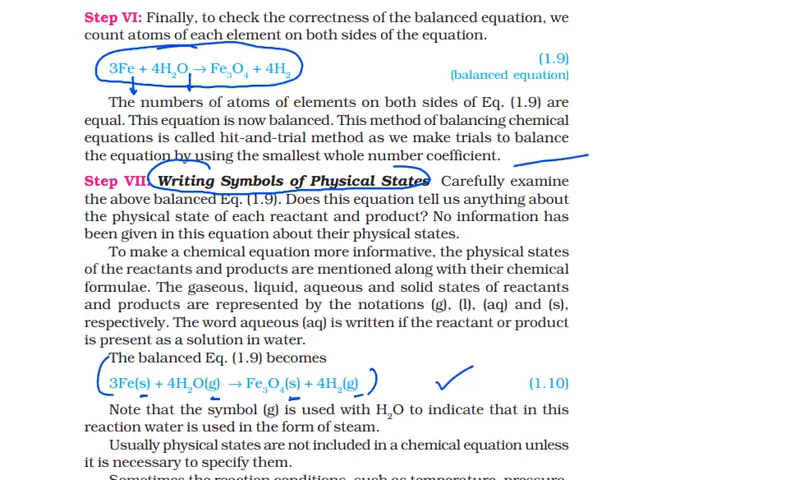 Step VI: Finally, to check the correctness of the balanced equation, we
count atoms of each element on both sides of the equation.
3Fe + 4H₂O → Fe₃O₄ + 4H₂ (1.9)
(balanced equation)
The numbers of atoms of elements on both sides of Eq. (1.9) are
equal. This equation is now balanced. This method of balancing chemical
equations is called hit-and-trial method as we make trials to balance
the equation by using the smallest whole number coefficient.
Step VII: Writing Symbols of Physical States Carefully examine
the above balanced Eq. (1.9). Does this equation tell us anything about
the physical state of each reactant and product? No information has
been given in this equation about their physical states.
To make a chemical equation more informative, the physical states
of the reactants and products are mentioned along with their chemical
formulae. The gaseous, liquid, aqueous and solid states of reactants
and products are represented by the notations (g), (l), (aq) and (s),
respectively. The word aqueous (aq) is written if the reactant or product
is present as a solution in water.
The balanced Eq. (1.9) becomes
3Fe(s) + 4H₂O(g) → Fe₃O₄(s) + 4H₂(g) (1.10)
Note that the symbol (g) is used with H₂O to indicate that in this
reaction water is used in the form of steam.
Usually physical states are not included in a chemical equation unless
it is necessary to specify them.
Sometimes the reaction conditions, such as temperature, pressure,